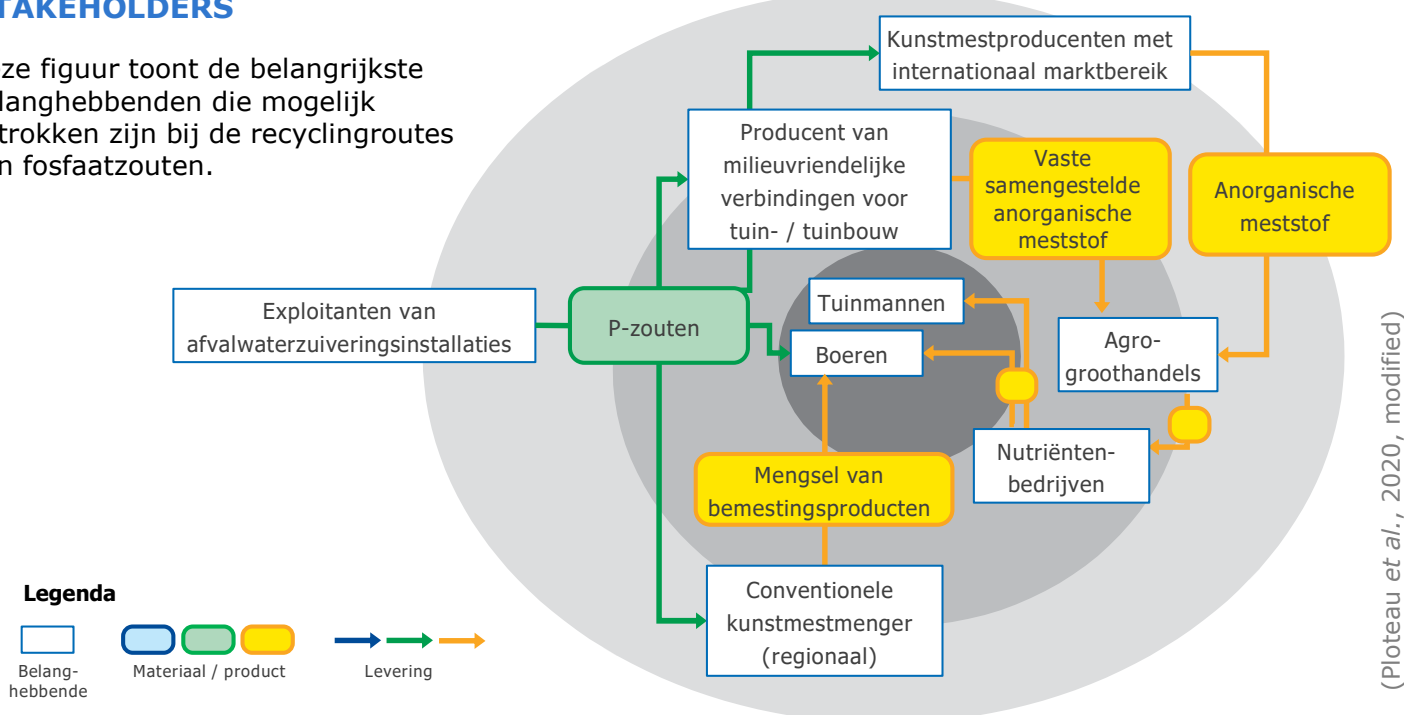 TAKEHOLDERS
eze figuur toont de belangrijkste
langhebbenden die mogelijk
trokken zijn bij de recyclingroutes
n fosfaatzouten.
Kunstmestproducenten met
internationaal marktbereik
Producent van
milieuvriendelijke
verbindingen voor
tuin- / tuinbouw
Vaste
samengestelde
anorganische
meststof
Anorganische
meststof
Exploitanten van
afvalwaterzuiveringsinstallaties
P-zouten
Tuinmannen
Boeren
Agro-
groothandels
Nutriënten-
bedrijven
Mengsel van
bemestingsproducten
Conventionele
kunstmestmenger
(regionaal)
Legenda
Belang-
hebbende
Materiaal / product
Levering
(Ploteau et al., 2020, modified)